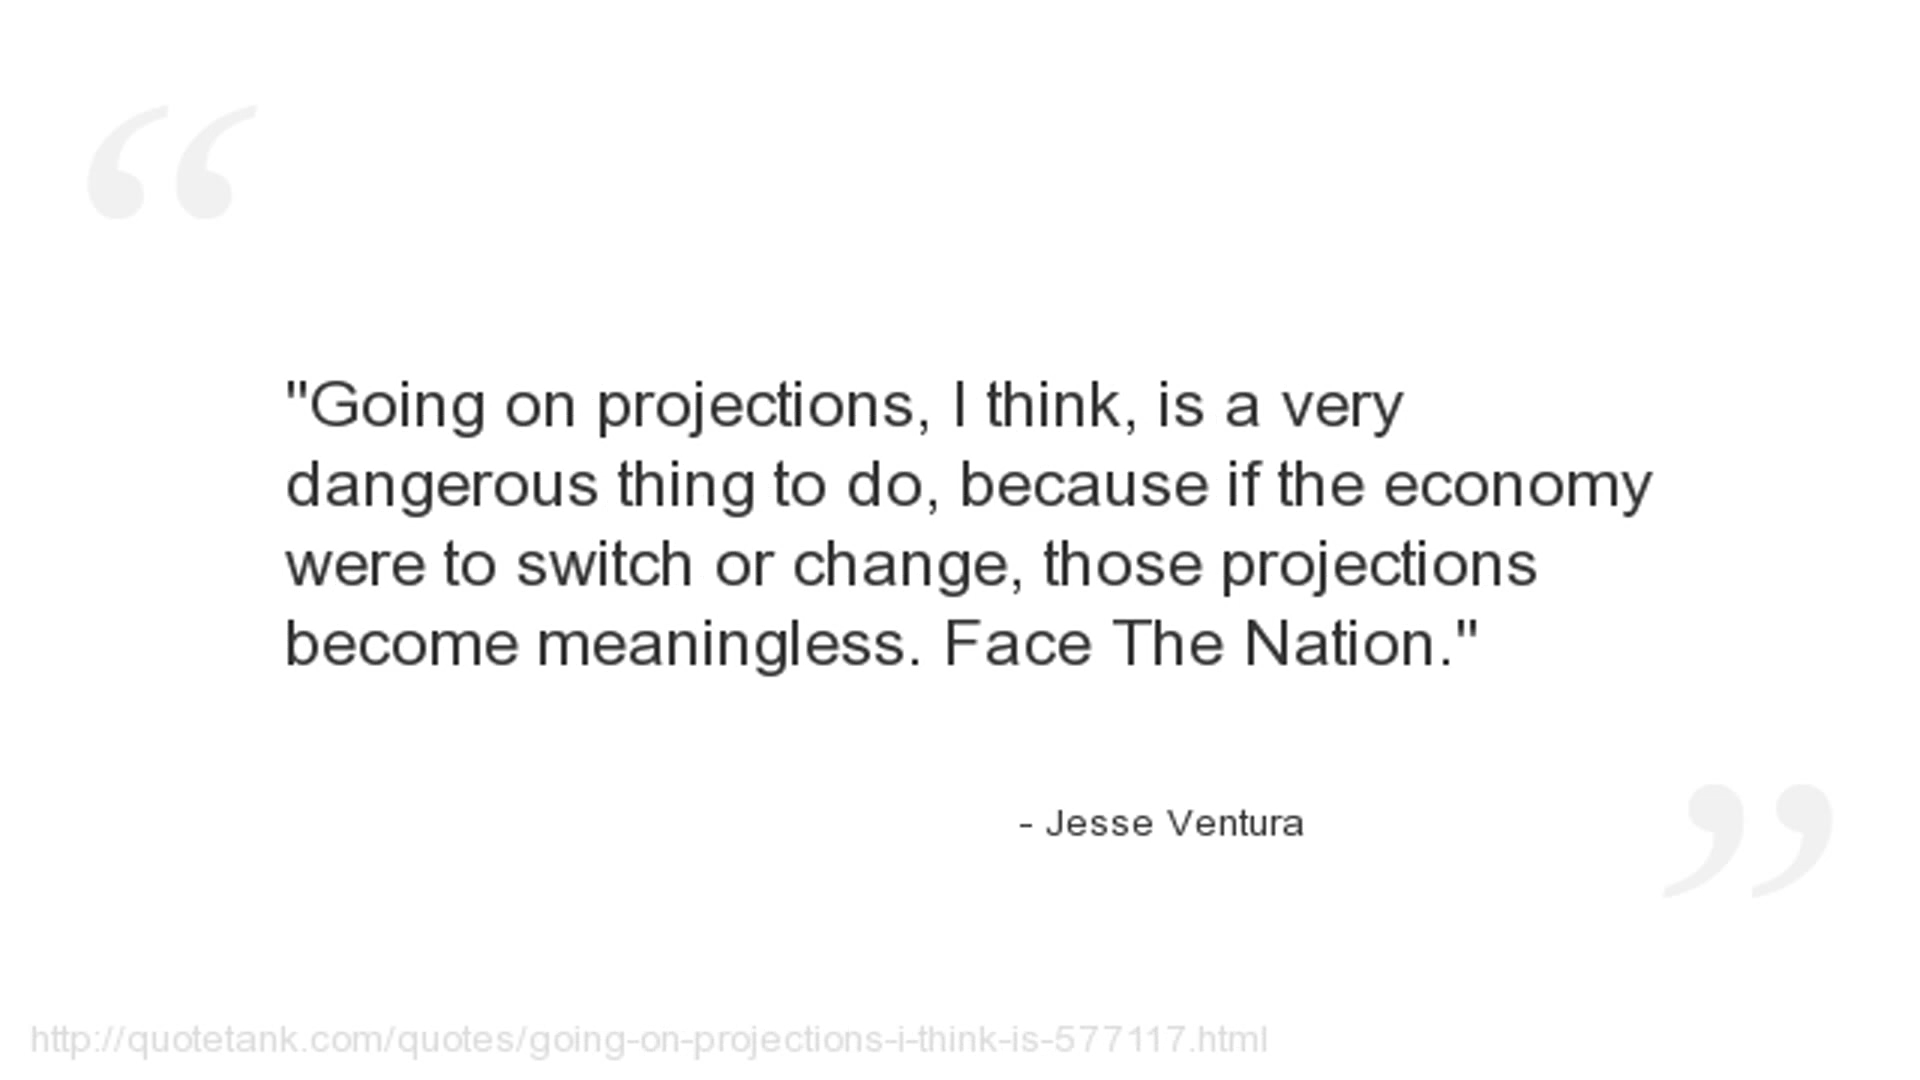 "Going on projections, I think, is a very
dangerous thing to do, because if the economy
were to switch or change, those projections
become meaningless. Face The Nation."
- Jesse Ventura
http://quotetank.com/quotes/going-on-projections-i-think-is-577117.html